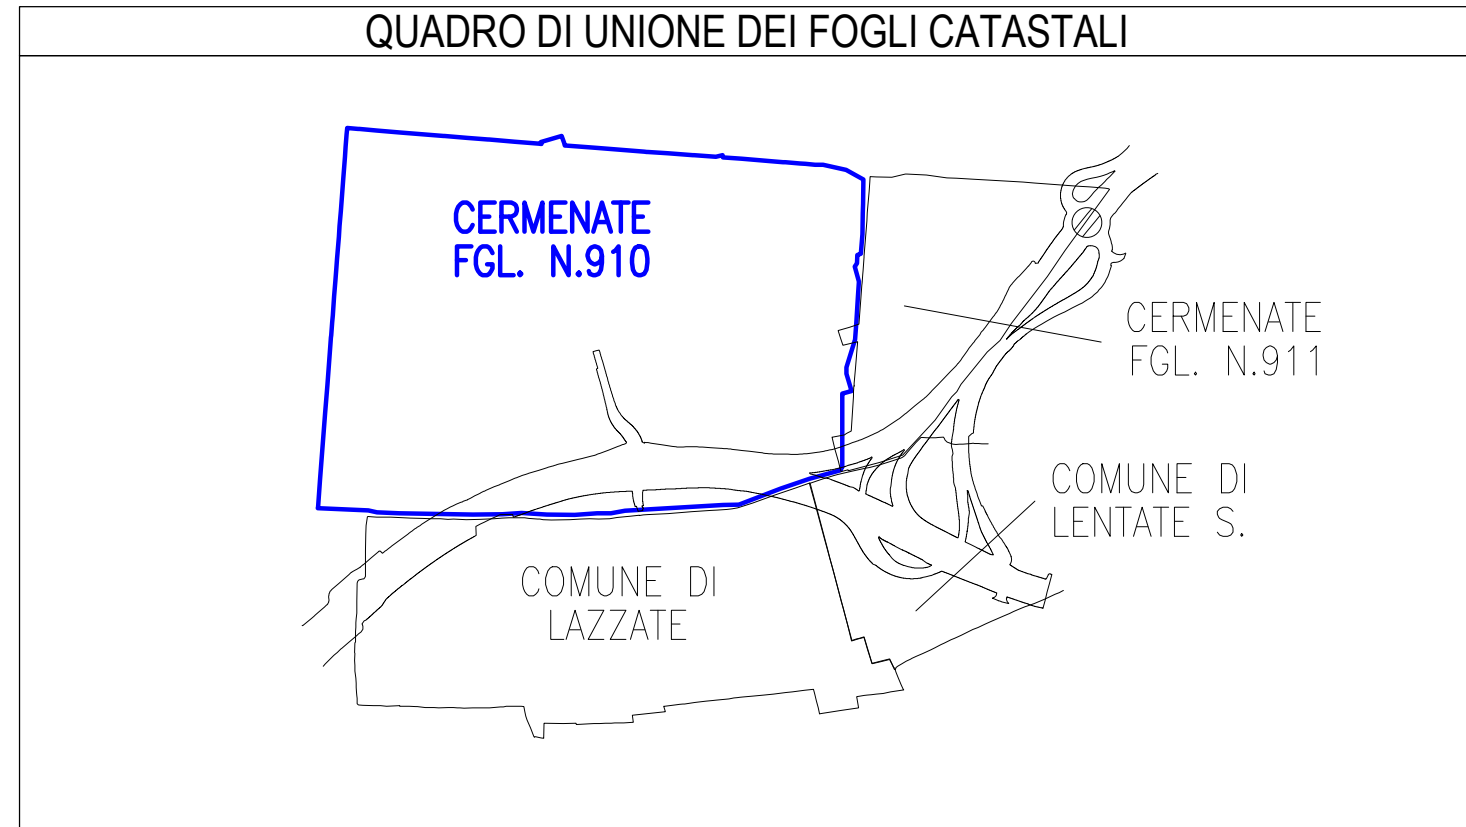 QUADRO DI UNIONE DEI FOGLI CATASTALI
CERMENATE
FGL. N.910
CERMENATE
FGL. N.911
COMUNE DI
LENTATE S.
COMUNE DI
LAZZATE